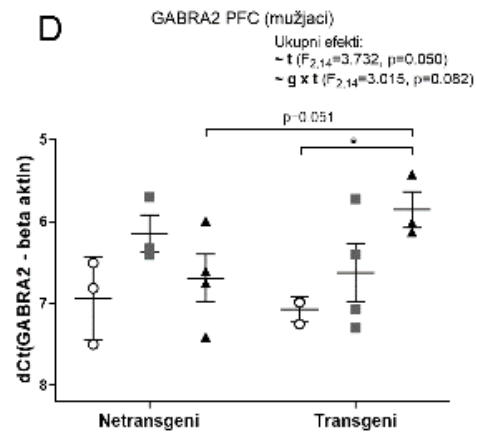 D
GABRA2 PFC (mužjaci)
Ukupni efekti:
~ t (F2,14=3.732, p=0.050)
~ g x t (F2,14=3.015, p=0.082)
p=0.051
*
5
6
7
8
dCt(GABRA2 - beta aktin)
Netransgeni
Transgeni